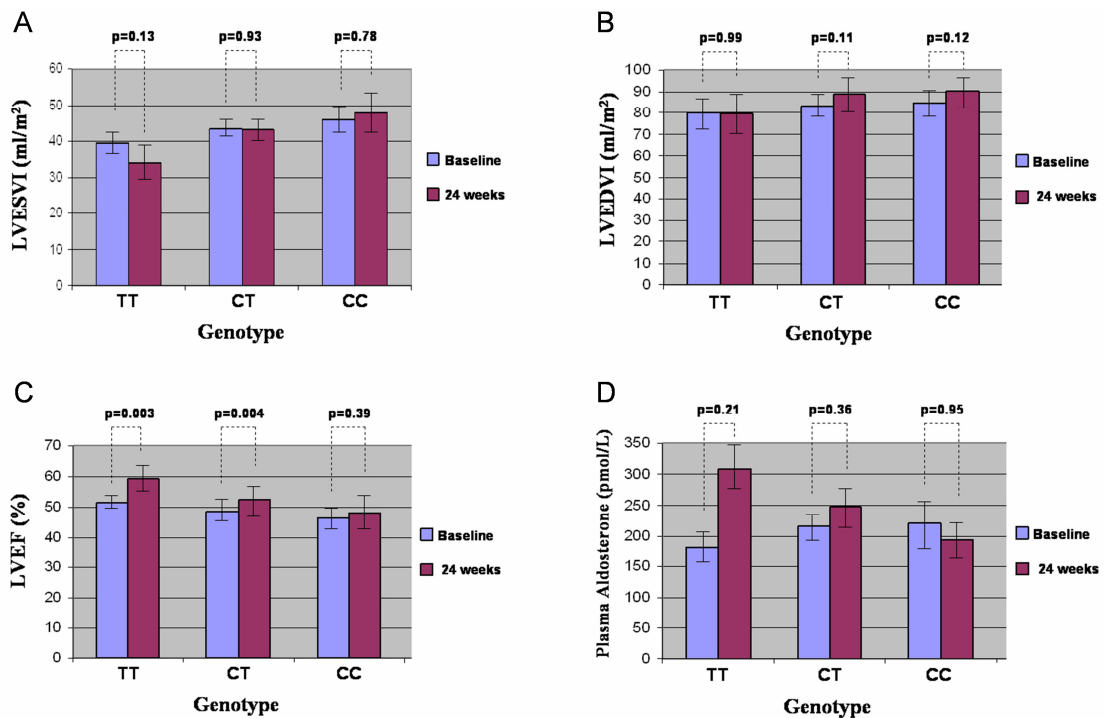 A
p=0.13 p=0.93 p=0.78
LVESVI (ml/m²)
60
50
40
30
20
10
0
TT CT CC
Genotype
Baseline
24 weeks
B
p=0.99 p=0.11 p=0.12
LVEDVI (ml/m²)
100
90
80
70
60
50
40
30
20
10
0
TT CT CC
Genotype
Baseline
24 weeks
C
p=0.003 p=0.004 p=0.39
LVEF (%)
70
60
50
40
30
20
10
0
TT CT CC
Genotype
Baseline
24 weeks
D
p=0.21 p=0.36 p=0.95
Plasma Aldosterone (pmol/L)
350
300
250
200
150
100
50
0
TT CT CC
Genotype
Baseline
24 weeks